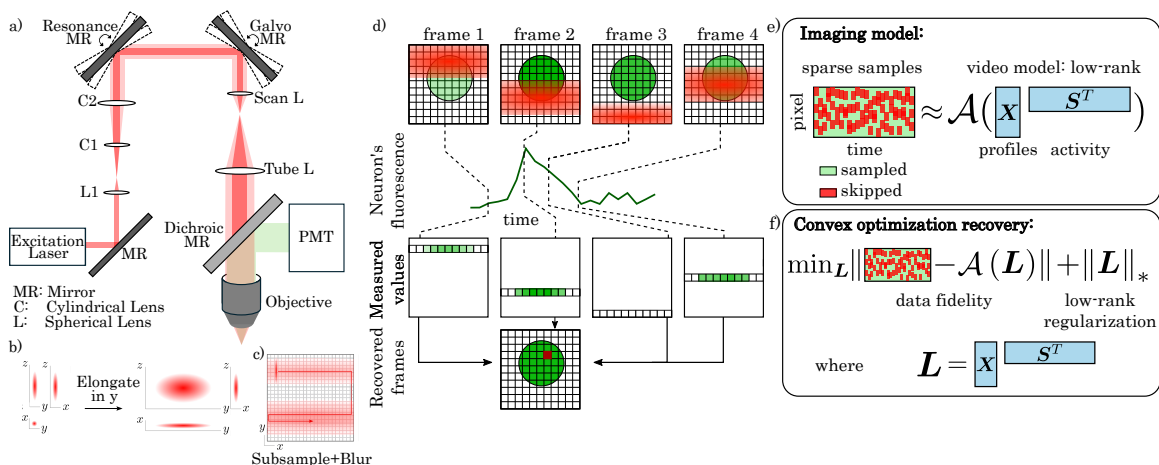 a)
Resonance
MR
Galvo
MR
C2
Scan L
C1
Tube L
L1
Dichroic
MR
Excitation
Laser
MR
PMT
MR: Mirror
C: Cylindrical Lens
L: Spherical Lens
Objective
b)
z
z
x
y
x
y
Elongate
in y
z
z
y
x
x
y
c)
y
x
Subsample+Blur
d)
frame 1
frame 2
frame 3
frame 4
Neuron's
fluorescence
time
Measured
values
Recovered
frames
e)
Imaging model:
sparse samples
video model: low-rank
pixel
≈ 𝒜( X S^T )
time
profiles activity
sampled
skipped
f)
Convex optimization recovery:
min_L || − 𝒜 (L) || + ||L||_*
data fidelity
low-rank
regularization
where L = X S^T